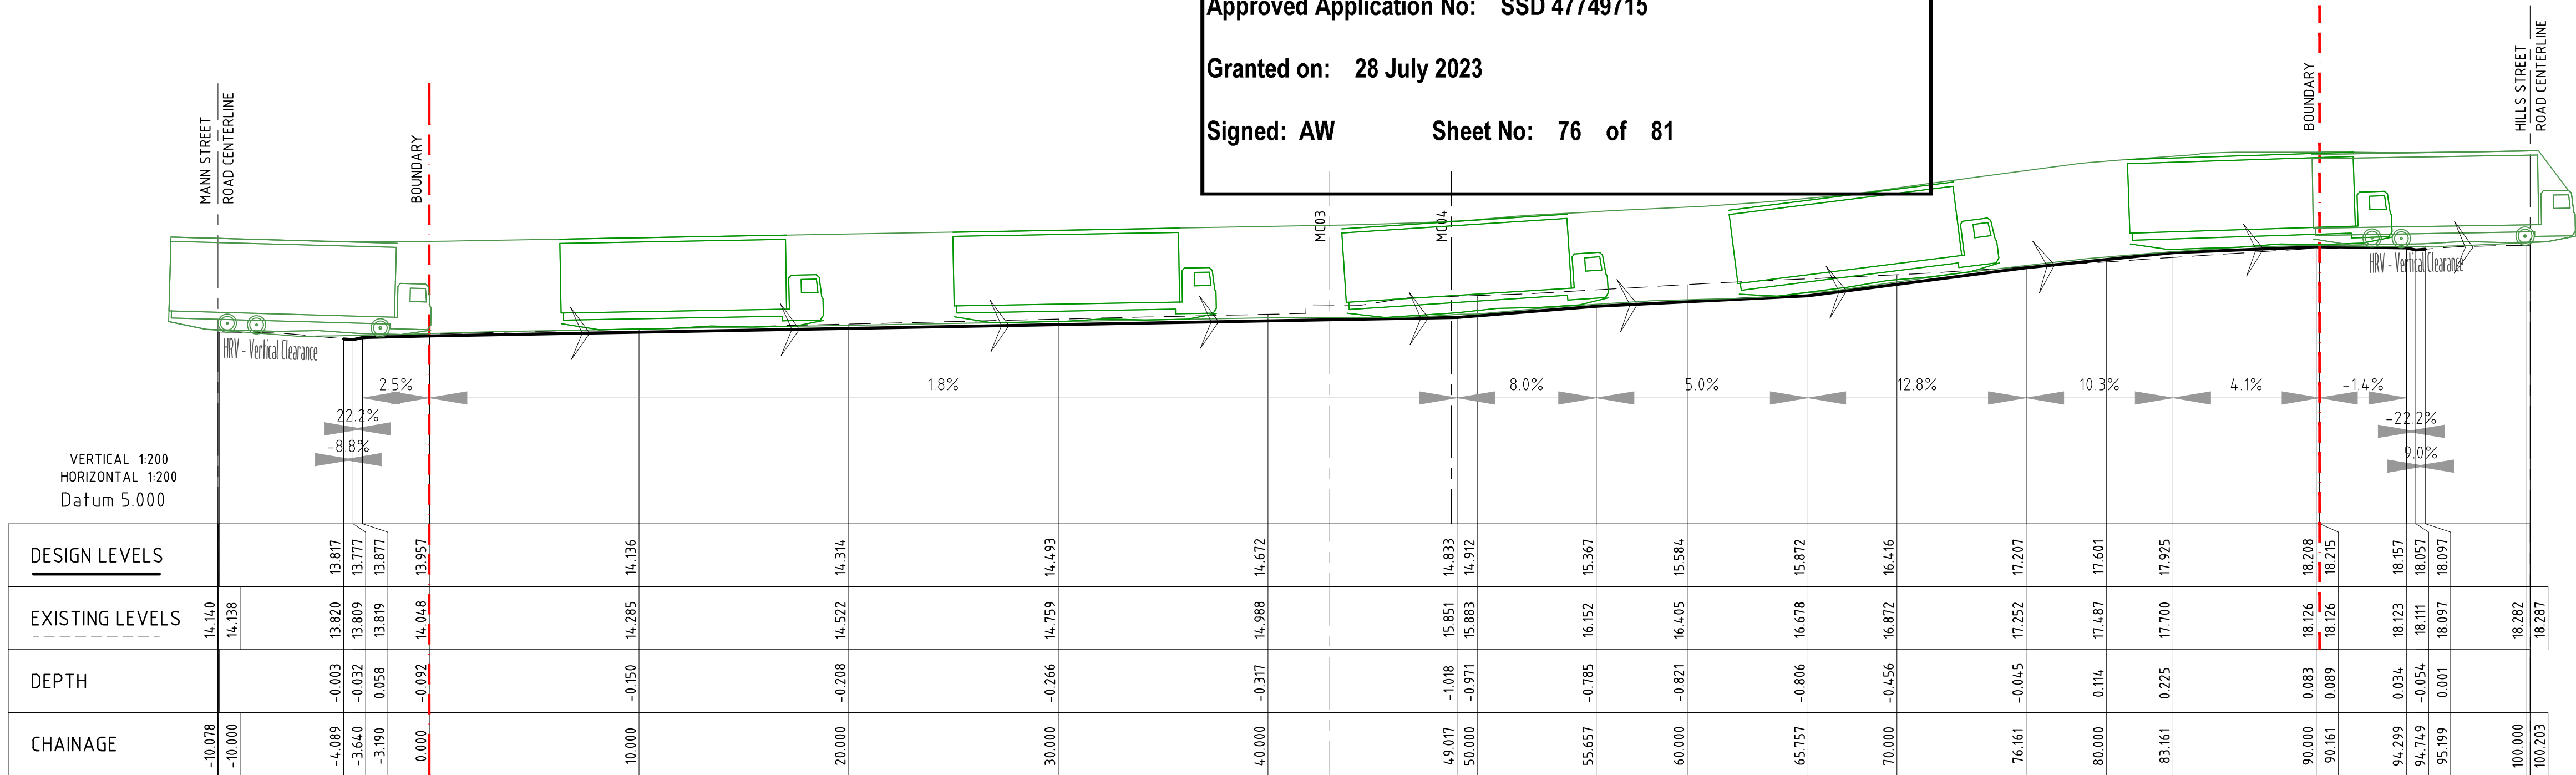 Approved Application No: SSD 47749715
Granted on: 28 July 2023
Signed: AW Sheet No: 76 of 81
MANN STREET
ROAD CENTERLINE
BOUNDARY
MC03
MC04
BOUNDARY
HILLS STREET
ROAD CENTERLINE
HRV - Vertical Clearance
HRV - Vertical Clearance
2.5% 1.8% 8.0% 5.0% 12.8% 10.3% 4.1% -1.4%
22.2% -22.2%
-8.8% 9.0%
VERTICAL 1:200
HORIZONTAL 1:200
Datum 5.000
DESIGN LEVELS 13.817 13.777 13.877 13.957 14.136 14.314 14.493 14.672 14.833 14.912 15.367 15.584 15.872 16.416 17.207 17.601 17.925 18.208 18.215 18.157 18.057 18.097
EXISTING LEVELS 14.140 14.138 13.820 13.809 13.819 14.048 14.285 14.522 14.759 14.988 15.851 15.883 16.152 16.405 16.678 16.872 17.252 17.487 17.700 18.126 18.126 18.123 18.111 18.097 18.282 18.287
DEPTH -0.003 -0.032 0.058 -0.092 -0.150 -0.208 -0.266 -0.317 -1.018 -0.971 -0.785 -0.821 -0.806 -0.456 -0.045 0.114 0.225 0.083 0.089 0.034 -0.054 0.001
CHAINAGE -10.078 -10.000 -4.089 -3.640 -3.190 0.000 10.000 20.000 30.000 40.000 49.017 50.000 55.657 60.000 65.757 70.000 76.161 80.000 83.161 90.000 90.161 94.299 94.749 95.199 100.000 100.203